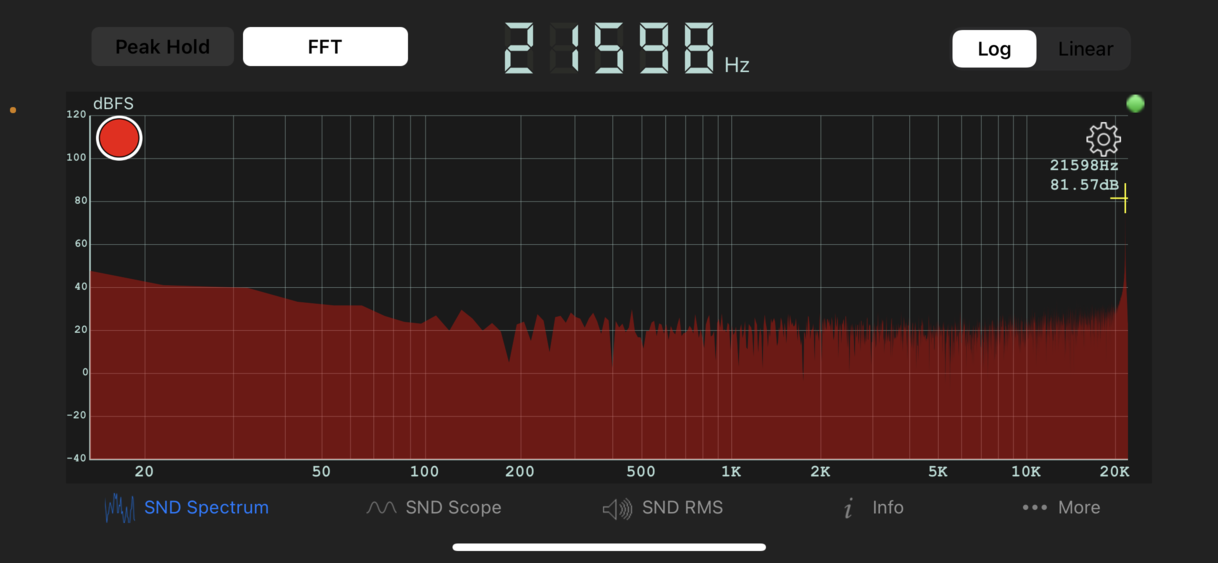 Peak Hold
FFT
21598 Hz
Log
Linear
dBFS
120
100
80
60
40
20
0
-20
-40
21598Hz
81.57dB
20
50
100
200
500
1K
2K
5K
10K
20K
SND Spectrum
SND Scope
SND RMS
i Info
More